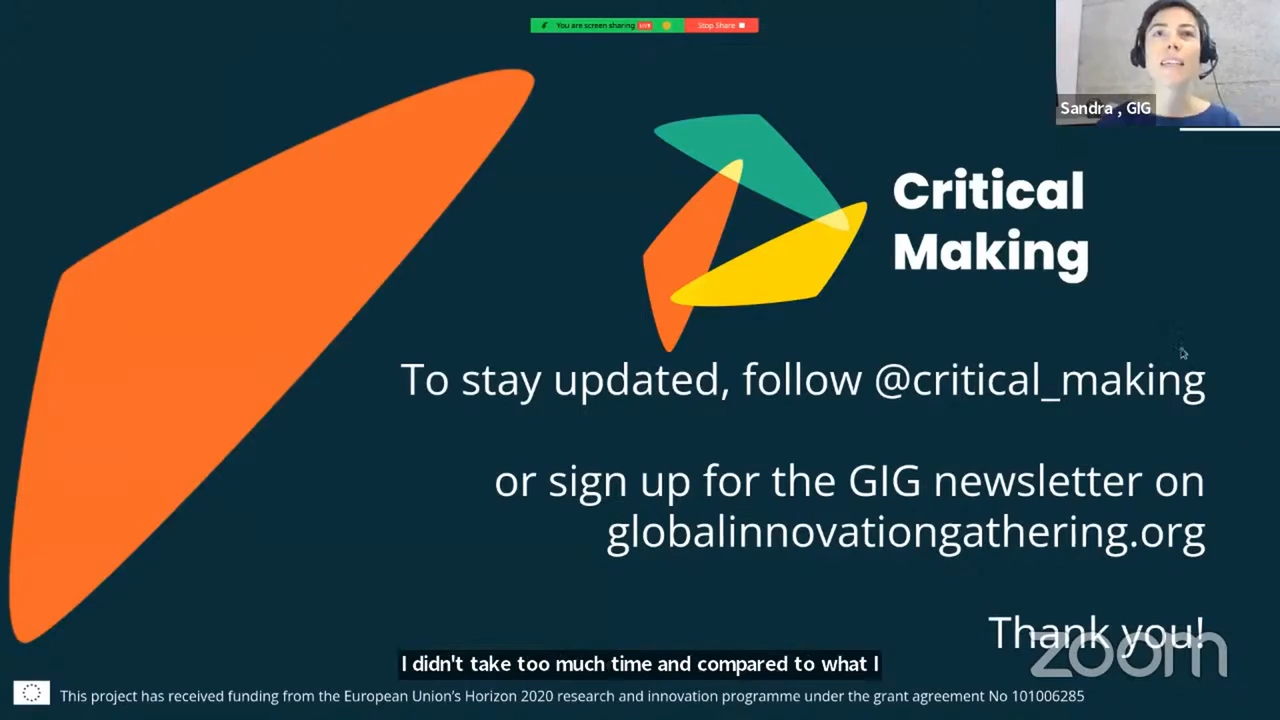 You are screen sharing LIVE Stop Share
Sandra , GIG
Critical
Making
To stay updated, follow @critical_making
or sign up for the GIG newsletter on
globalinnovationgathering.org
Thank you!
zoom
I didn't take too much time and compared to what I
This project has received funding from the European Union's Horizon 2020 research and innovation programme under the grant agreement No 101006285